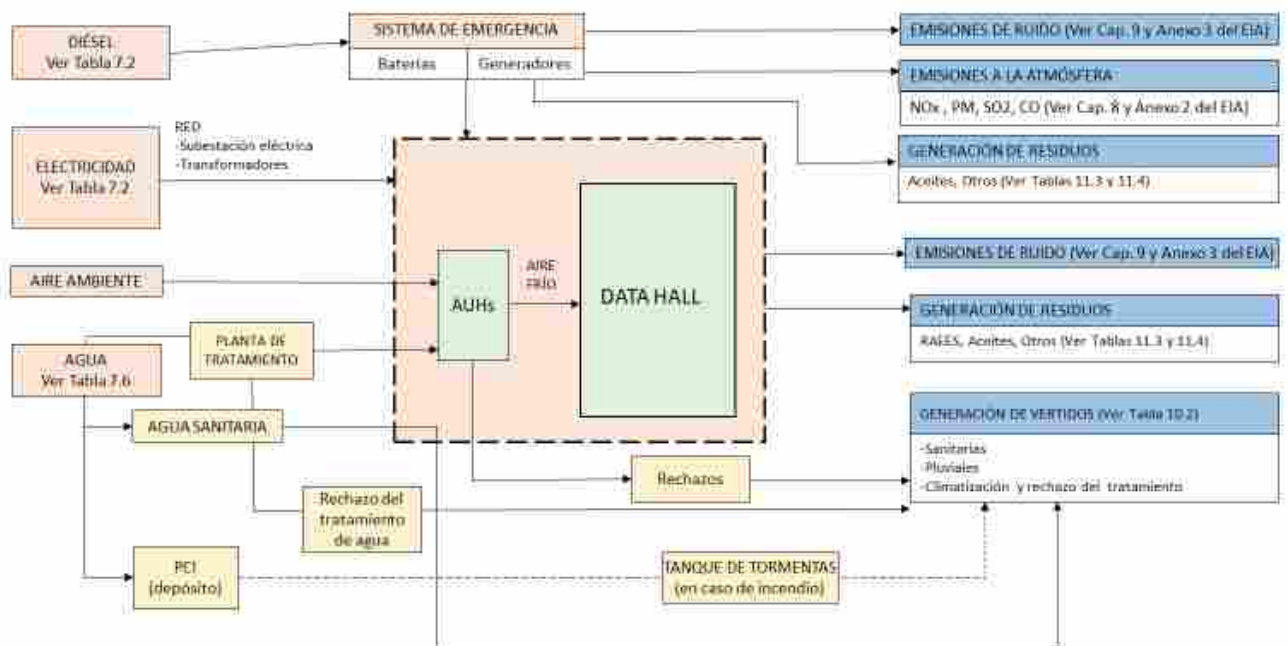 DIÉSEL
Ver Tabla 7.2
SISTEMA DE EMERGENCIA
Baterías
Generadores
EMISIONES DE RUIDO (Ver Cap. 9 y Anexo 3 del EIA)
EMISIONES A LA ATMÓSFERA
NOx , PM, SO2, CO (Ver Cap. 8 y Anexo 2 del EIA)
GENERACIÓN DE RESIDUOS
Aceites, Otros (Ver Tablas 11.3 y 11.4)
ELECTRICIDAD
Ver Tabla 7.2
RED
-Subestación eléctrica
-Transformadores
EMISIONES DE RUIDO (Ver Cap. 9 y Anexo 3 del EIA)
AIRE AMBIENTE
AUHs
AIRE
FRÍO
DATA HALL
GENERACIÓN DE RESIDUOS
RAEES, Aceites, Otros (Ver Tablas 11.3 y 11.4)
AGUA
Ver Tabla 7.6
PLANTA DE
TRATAMIENTO
AGUA SANITARIA
GENERACIÓN DE VERTIDOS (Ver Tabla 10.2)
-Sanitarias
-Pluviales
-Climatización y rechazo del tratamiento
Rechazos
Rechazo del
tratamiento
de agua
PCI
(depósito)
TANQUE DE TORMENTAS
(en caso de incendio)